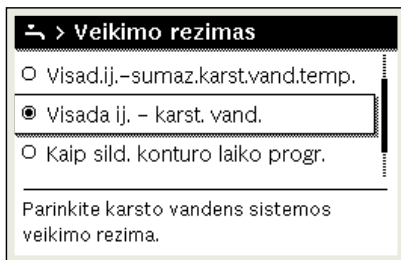 > Veikimo rezimas
Visad.ij.-sumaz.karst.vand.temp.
Visada ij. - karst. vand.
Kaip sild. konturo laiko progr.
Parinkite karsto vandens sistemos
veikimo rezima.